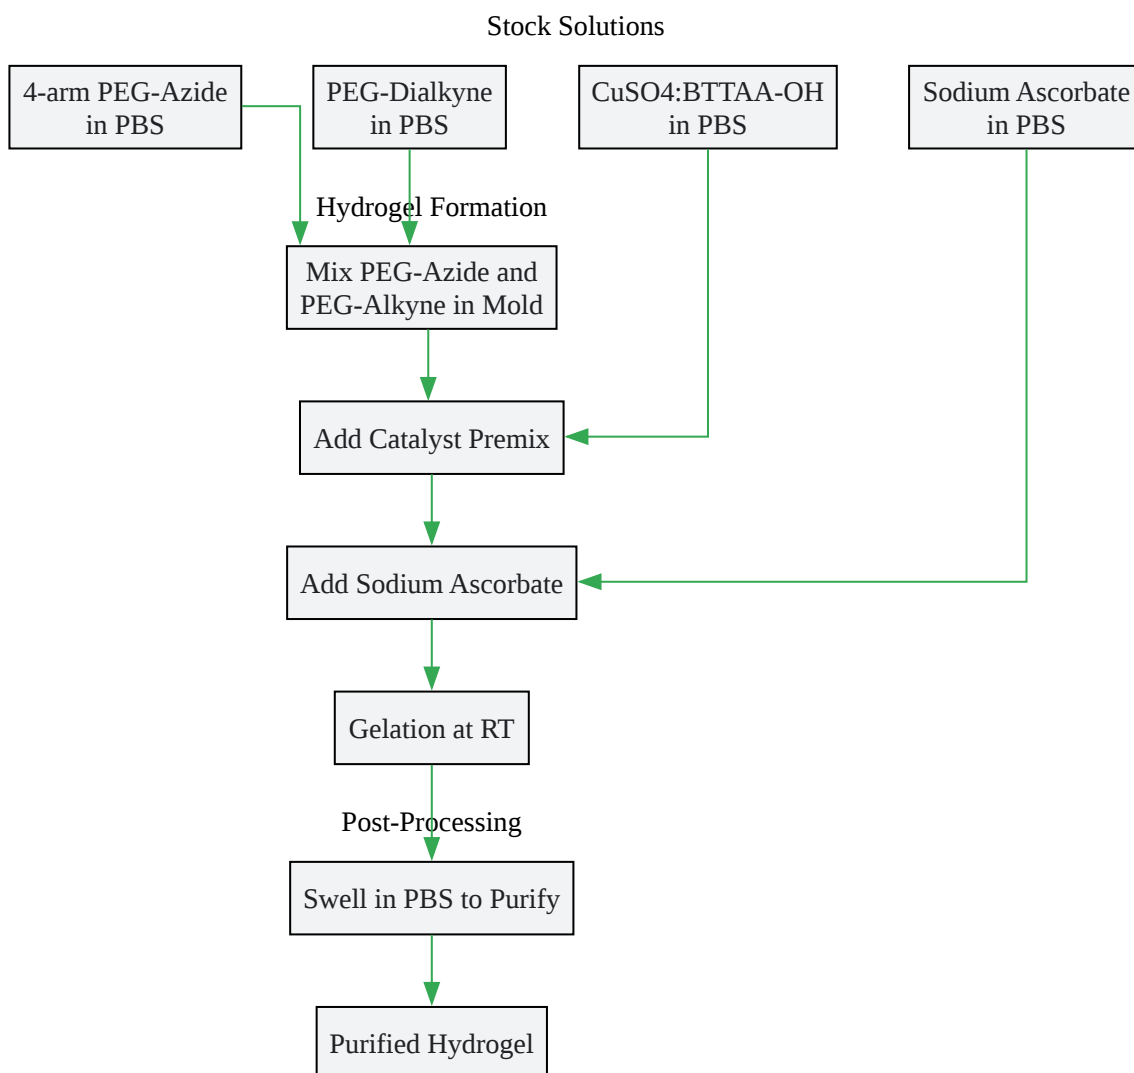 Stock Solutions
4-arm PEG-Azide
in PBS
PEG-Dialkyne
in PBS
CuSO4:BTTAA-OH
in PBS
Sodium Ascorbate
in PBS
Hydrogel Formation
Mix PEG-Azide and
PEG-Alkyne in Mold
Add Catalyst Premix
Add Sodium Ascorbate
Gelation at RT
Post-Processing
Swell in PBS to Purify
Purified Hydrogel